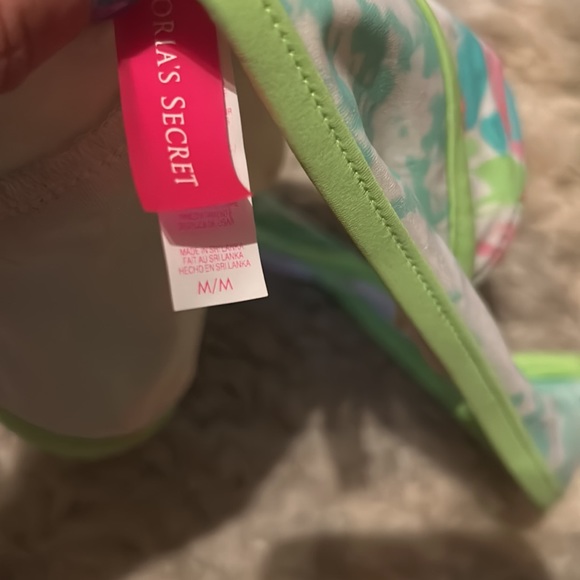 ORIA'S SECRET
MADE IN SRI LANKA
FAIT AU SRI LANKA
HECHO EN SRI LANKA
M/M